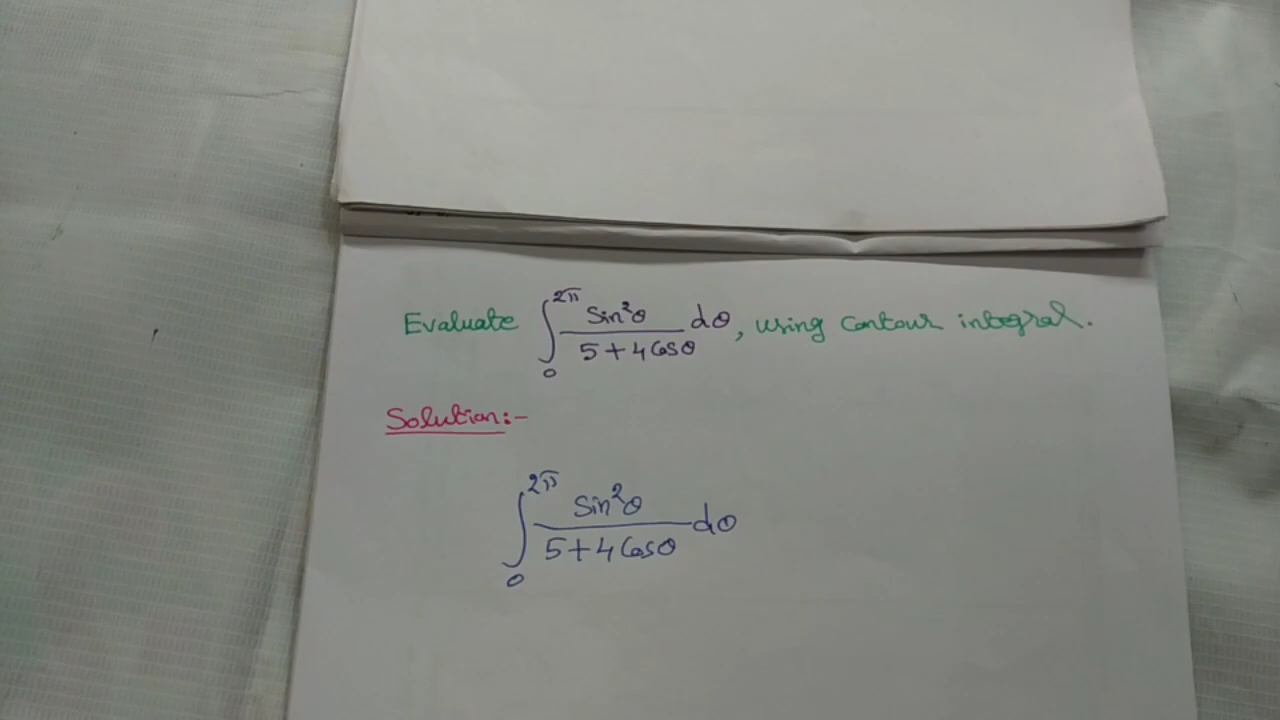 Evaluate ∫₀^2π Sin²θ / 5+4Cosθ dθ, using Contour integral.
Solution:-
∫₀^2π Sin²θ / 5+4Cosθ dθ